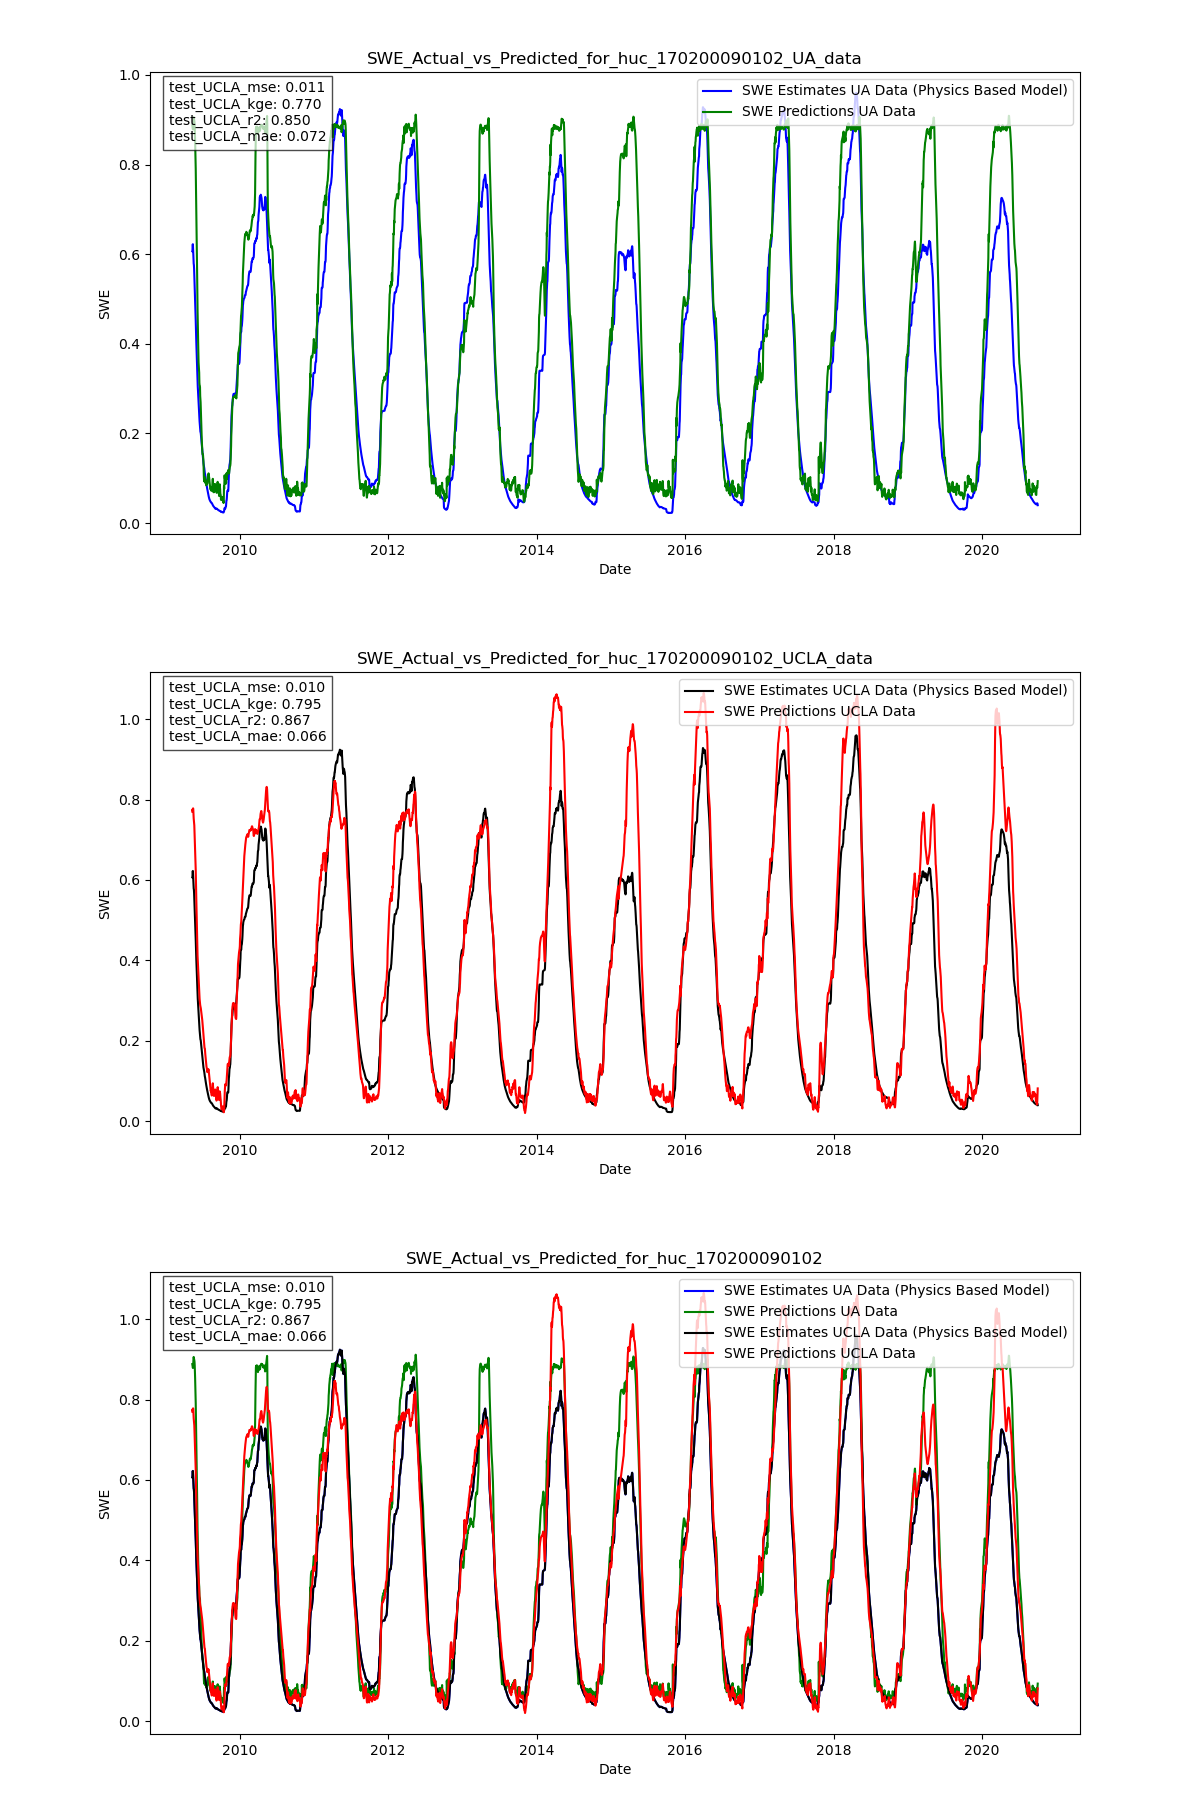 SWE_Actual_vs_Predicted_for_huc_170200090102_UA_data
test_UCLA_mse: 0.011
test_UCLA_kge: 0.770
test_UCLA_r2: 0.850
test_UCLA_mae: 0.072
SWE Estimates UA Data (Physics Based Model)
SWE Predictions UA Data
1.0
0.8
0.6
0.4
0.2
0.0
SWE
2010 2012 2014 2016 2018 2020
Date
SWE_Actual_vs_Predicted_for_huc_170200090102_UCLA_data
test_UCLA_mse: 0.010
test_UCLA_kge: 0.795
test_UCLA_r2: 0.867
test_UCLA_mae: 0.066
SWE Estimates UCLA Data (Physics Based Model)
SWE Predictions UCLA Data
1.0
0.8
0.6
0.4
0.2
0.0
SWE
2010 2012 2014 2016 2018 2020
Date
SWE_Actual_vs_Predicted_for_huc_170200090102
test_UCLA_mse: 0.010
test_UCLA_kge: 0.795
test_UCLA_r2: 0.867
test_UCLA_mae: 0.066
SWE Estimates UA Data (Physics Based Model)
SWE Predictions UA Data
SWE Estimates UCLA Data (Physics Based Model)
SWE Predictions UCLA Data
1.0
0.8
0.6
0.4
0.2
0.0
SWE
2010 2012 2014 2016 2018 2020
Date